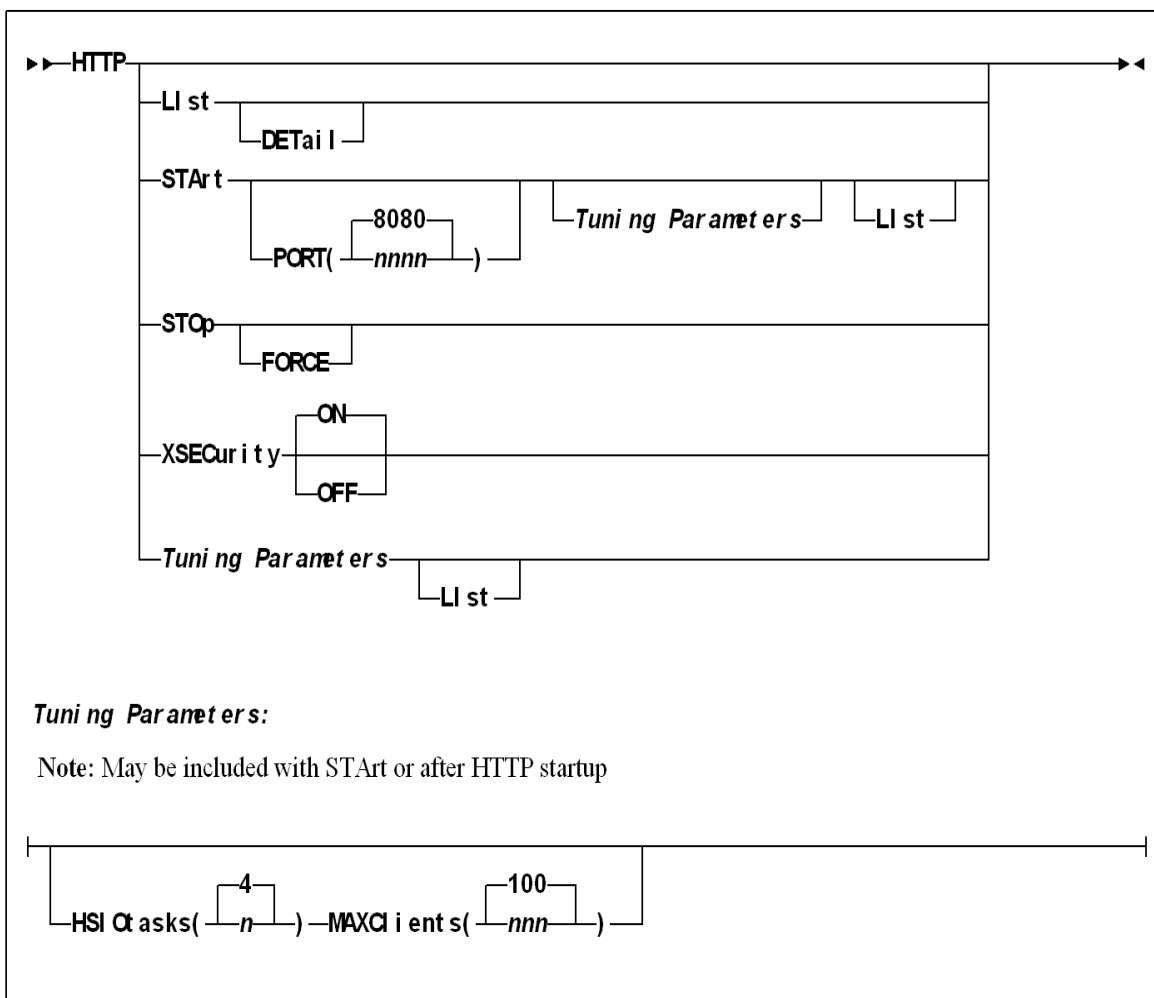 HTTP
LIst
DETail
STArt
8080
Tuning Parameters
LIst
PORT( nnnn )
STOp
FORCE
ON
XSECurity
OFF
Tuning Parameters
LIst
Tuning Parameters:
Note: May be included with STArt or after HTTP startup
4 100
HSIOtasks( n ) MAXClients( nnn )